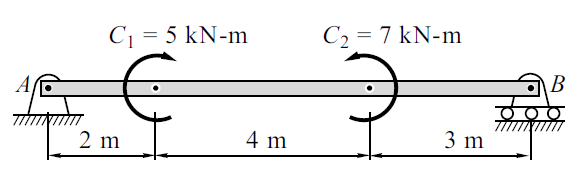 C₁ = 5 kN-m C₂ = 7 kN-m
A B
2 m 4 m 3 m